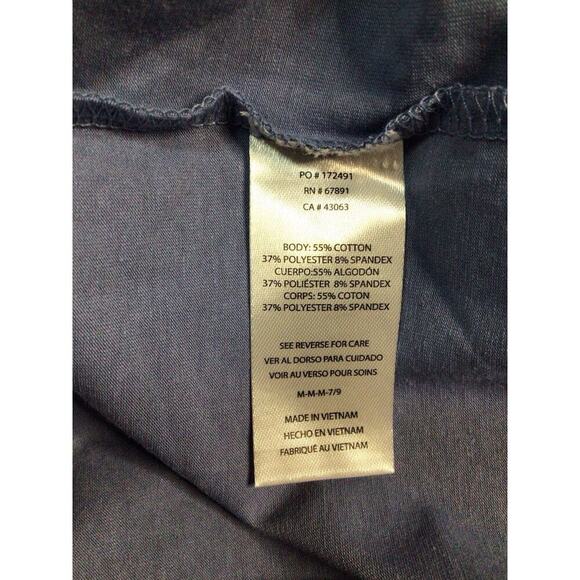 PO # 172491
RN # 67891
CA # 43063
BODY: 55% COTTON
37% POLYESTER 8% SPANDEX
CUERPO:55% ALGODÓN
37% POLIÉSTER 8% SPANDEX
CORPS: 55% COTON
37% POLYESTER 8% SPANDEX
SEE REVERSE FOR CARE
VER AL DORSO PARA CUIDADO
VOIR AU VERSO POUR SOINS
M-M-M-7/9
MADE IN VIETNAM
HECHO EN VIETNAM
FABRIQUÉ AU VIETNAM